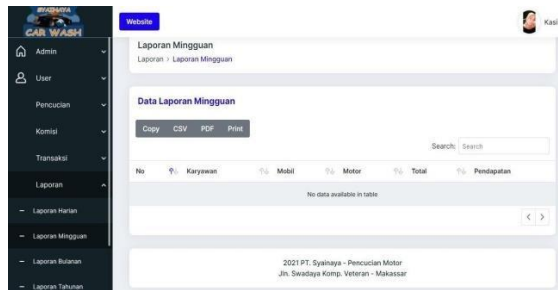 SYAINAYA
CAR WASH
Website
Kasi
Admin
User
Pencucian
Komisi
Transaksi
Laporan
Laporan Harian
Laporan Mingguan
Laporan Bulanan
Laporan Tahunan
Laporan Mingguan
Laporan > Laporan Mingguan
Data Laporan Mingguan
Copy CSV PDF Print
Search: Search
No Karyawan Mobil Motor Total Pendapatan
No data available in table
2021 PT. Syainaya - Pencucian Motor
Jln. Swadaya Komp. Veteran - Makassar